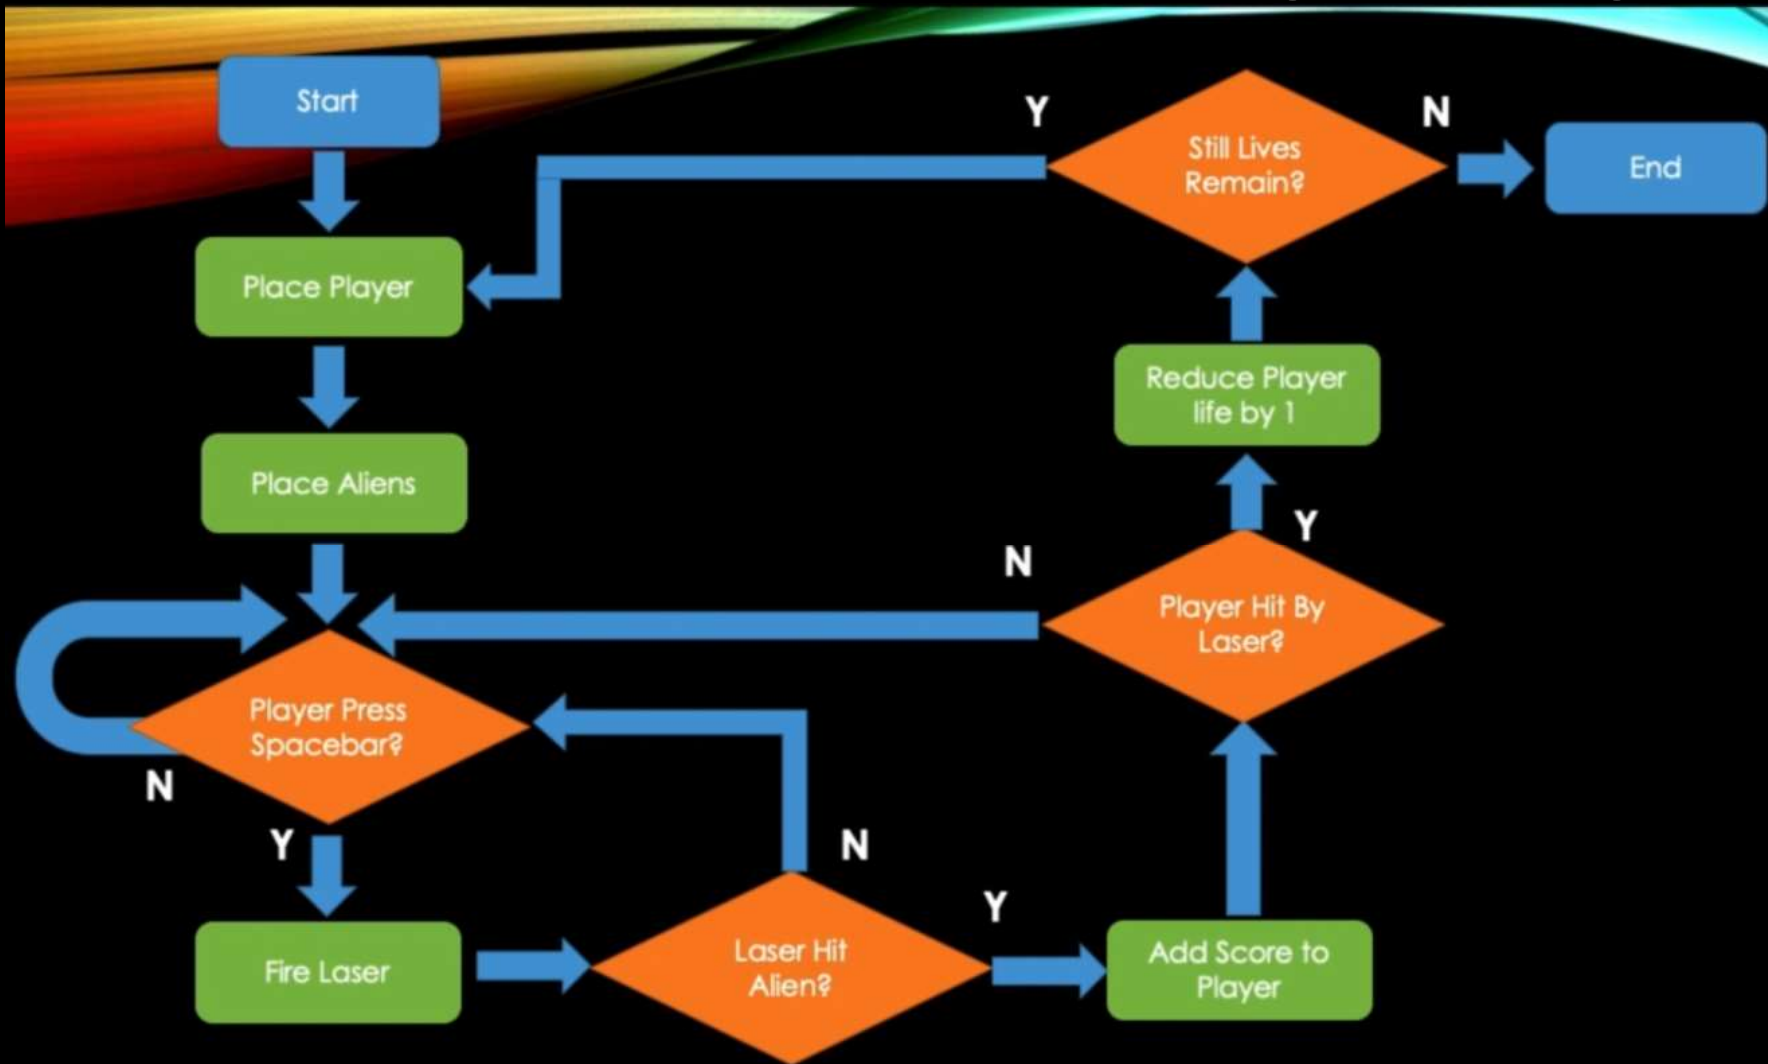 Start
Y
Still Lives
Remain?
N
End
Place Player
Reduce Player
life by 1
Place Aliens
Y
N
Player Hit By
Laser?
Player Press
Spacebar?
N
Y
N
Y
Fire Laser
Laser Hit
Alien?
Add Score to
Player